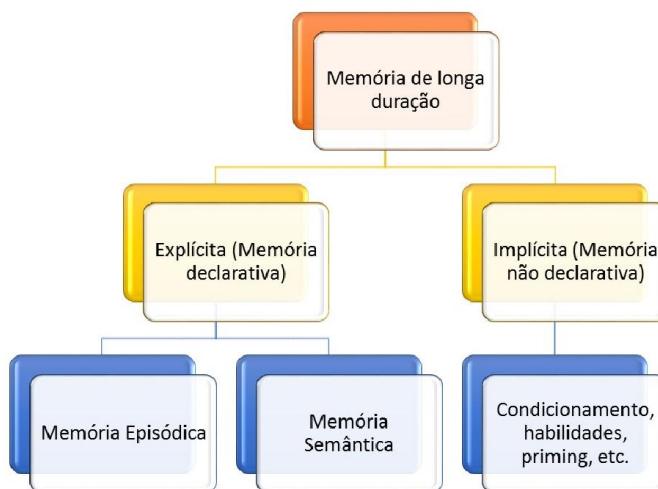 Memória de longa
duração
Explícita (Memória
declarativa)
Implícita (Memória
não declarativa)
Memória Episódica
Memória
Semântica
Condicionamento,
habilidades,
priming, etc.